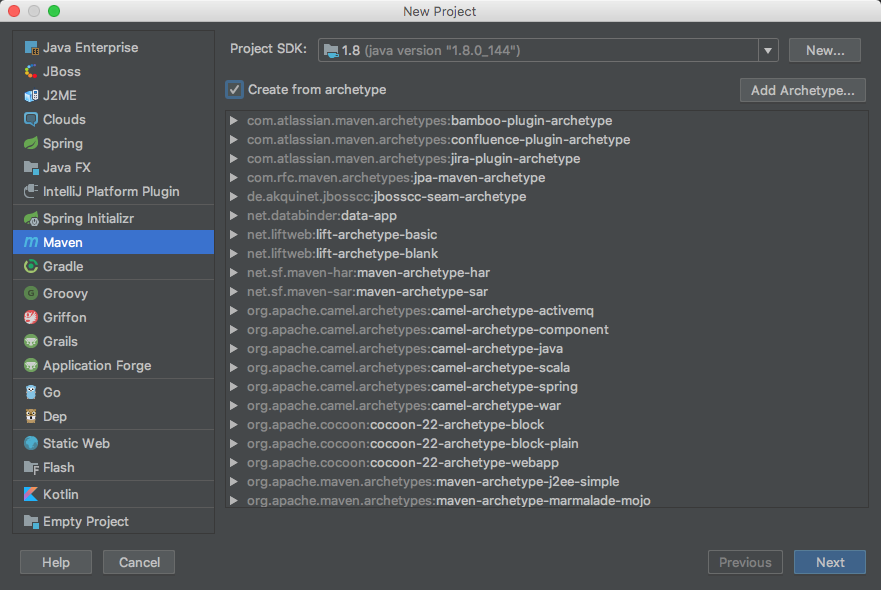 New Project
Java Enterprise
JBoss
J2ME
Clouds
Spring
Java FX
IntelliJ Platform Plugin
Spring Initializr
Maven
Gradle
Groovy
Griffon
Grails
Application Forge
Go
Dep
Static Web
Flash
Kotlin
Empty Project
Project SDK: 1.8 (java version "1.8.0_144") New...
Create from archetype Add Archetype...
com.atlassian.maven.archetypes:bamboo-plugin-archetype
com.atlassian.maven.archetypes:confluence-plugin-archetype
com.atlassian.maven.archetypes:jira-plugin-archetype
com.rfc.maven.archetypes:jpa-maven-archetype
de.akquinet.jbosscc:jbosscc-seam-archetype
net.databinder:data-app
net.liftweb:lift-archetype-basic
net.liftweb:lift-archetype-blank
net.sf.maven-har:maven-archetype-har
net.sf.maven-sar:maven-archetype-sar
org.apache.camel.archetypes:camel-archetype-activemq
org.apache.camel.archetypes:camel-archetype-component
org.apache.camel.archetypes:camel-archetype-java
org.apache.camel.archetypes:camel-archetype-scala
org.apache.camel.archetypes:camel-archetype-spring
org.apache.camel.archetypes:camel-archetype-war
org.apache.cocoon:cocoon-22-archetype-block
org.apache.cocoon:cocoon-22-archetype-block-plain
org.apache.cocoon:cocoon-22-archetype-webapp
org.apache.maven.archetypes:maven-archetype-j2ee-simple
org.apache.maven.archetypes:maven-archetype-marmalade-mojo
Help Cancel Previous Next